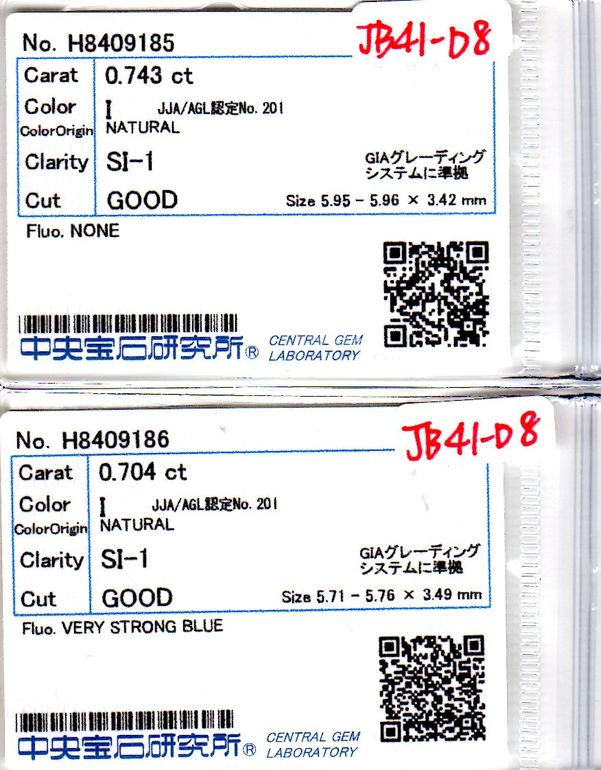 No. H8409185
JB41-D8
Carat 0.743 ct
Color I JJA/AGL認定No. 201
ColorOrigin NATURAL
Clarity SI-1 GIAグレーディング
システムに準拠
Cut GOOD Size 5.95 - 5.96 × 3.42 mm
Fluo. NONE
中央宝石研究所® CENTRAL GEM
LABORATORY
No. H8409186
JB41-D8
Carat 0.704 ct
Color I JJA/AGL認定No. 201
ColorOrigin NATURAL
Clarity SI-1 GIAグレーディング
システムに準拠
Cut GOOD Size 5.71 - 5.76 × 3.49 mm
Fluo. VERY STRONG BLUE
中央宝石研究所® CENTRAL GEM
LABORATORY